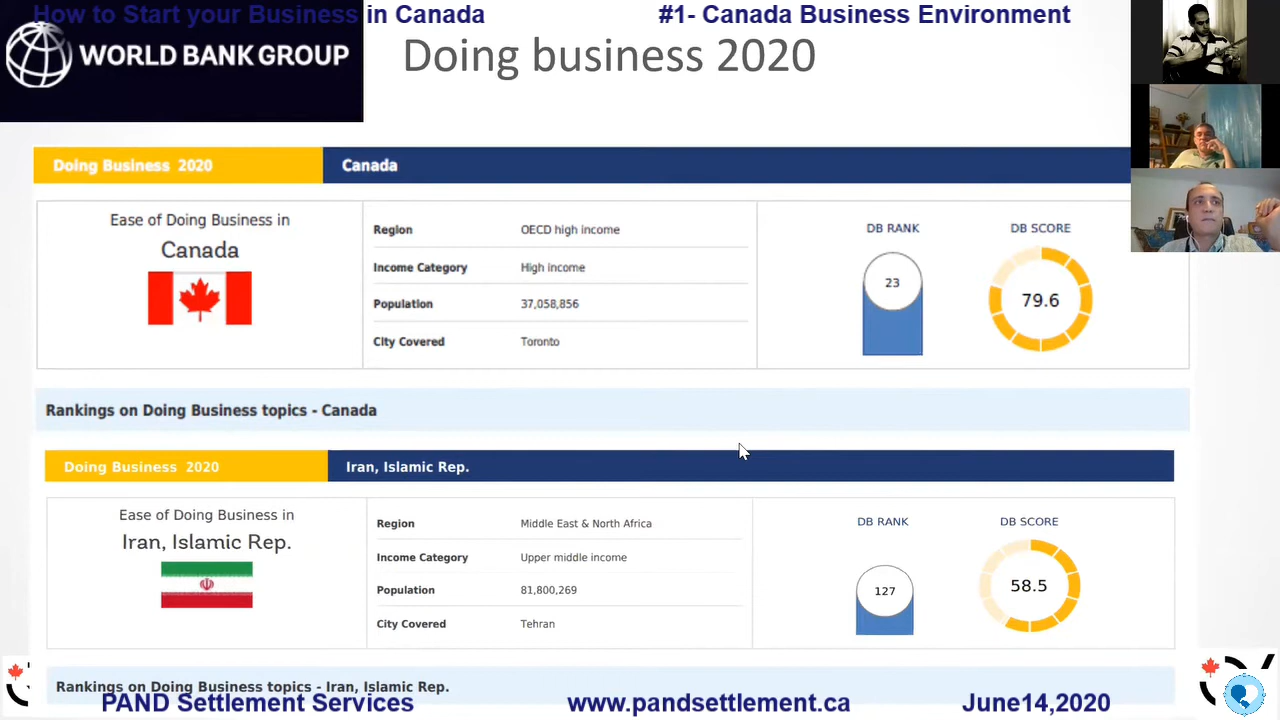 How to Start your Business in Canada
#1- Canada Business Environment
WORLD BANK GROUP
Doing business 2020
Doing Business 2020
Canada
Ease of Doing Business in
Canada
Region OECD high income
Income Category High income
Population 37,058,856
City Covered Toronto
DB RANK
23
DB SCORE
79.6
Rankings on Doing Business topics - Canada
Doing Business 2020
Iran, Islamic Rep.
Ease of Doing Business in
Iran, Islamic Rep.
Region Middle East & North Africa
Income Category Upper middle income
Population 81,800,269
City Covered Tehran
DB RANK
127
DB SCORE
58.5
Rankings on Doing Business topics - Iran, Islamic Rep.
PAND Settlement Services
www.pandsettlement.ca
June14,2020